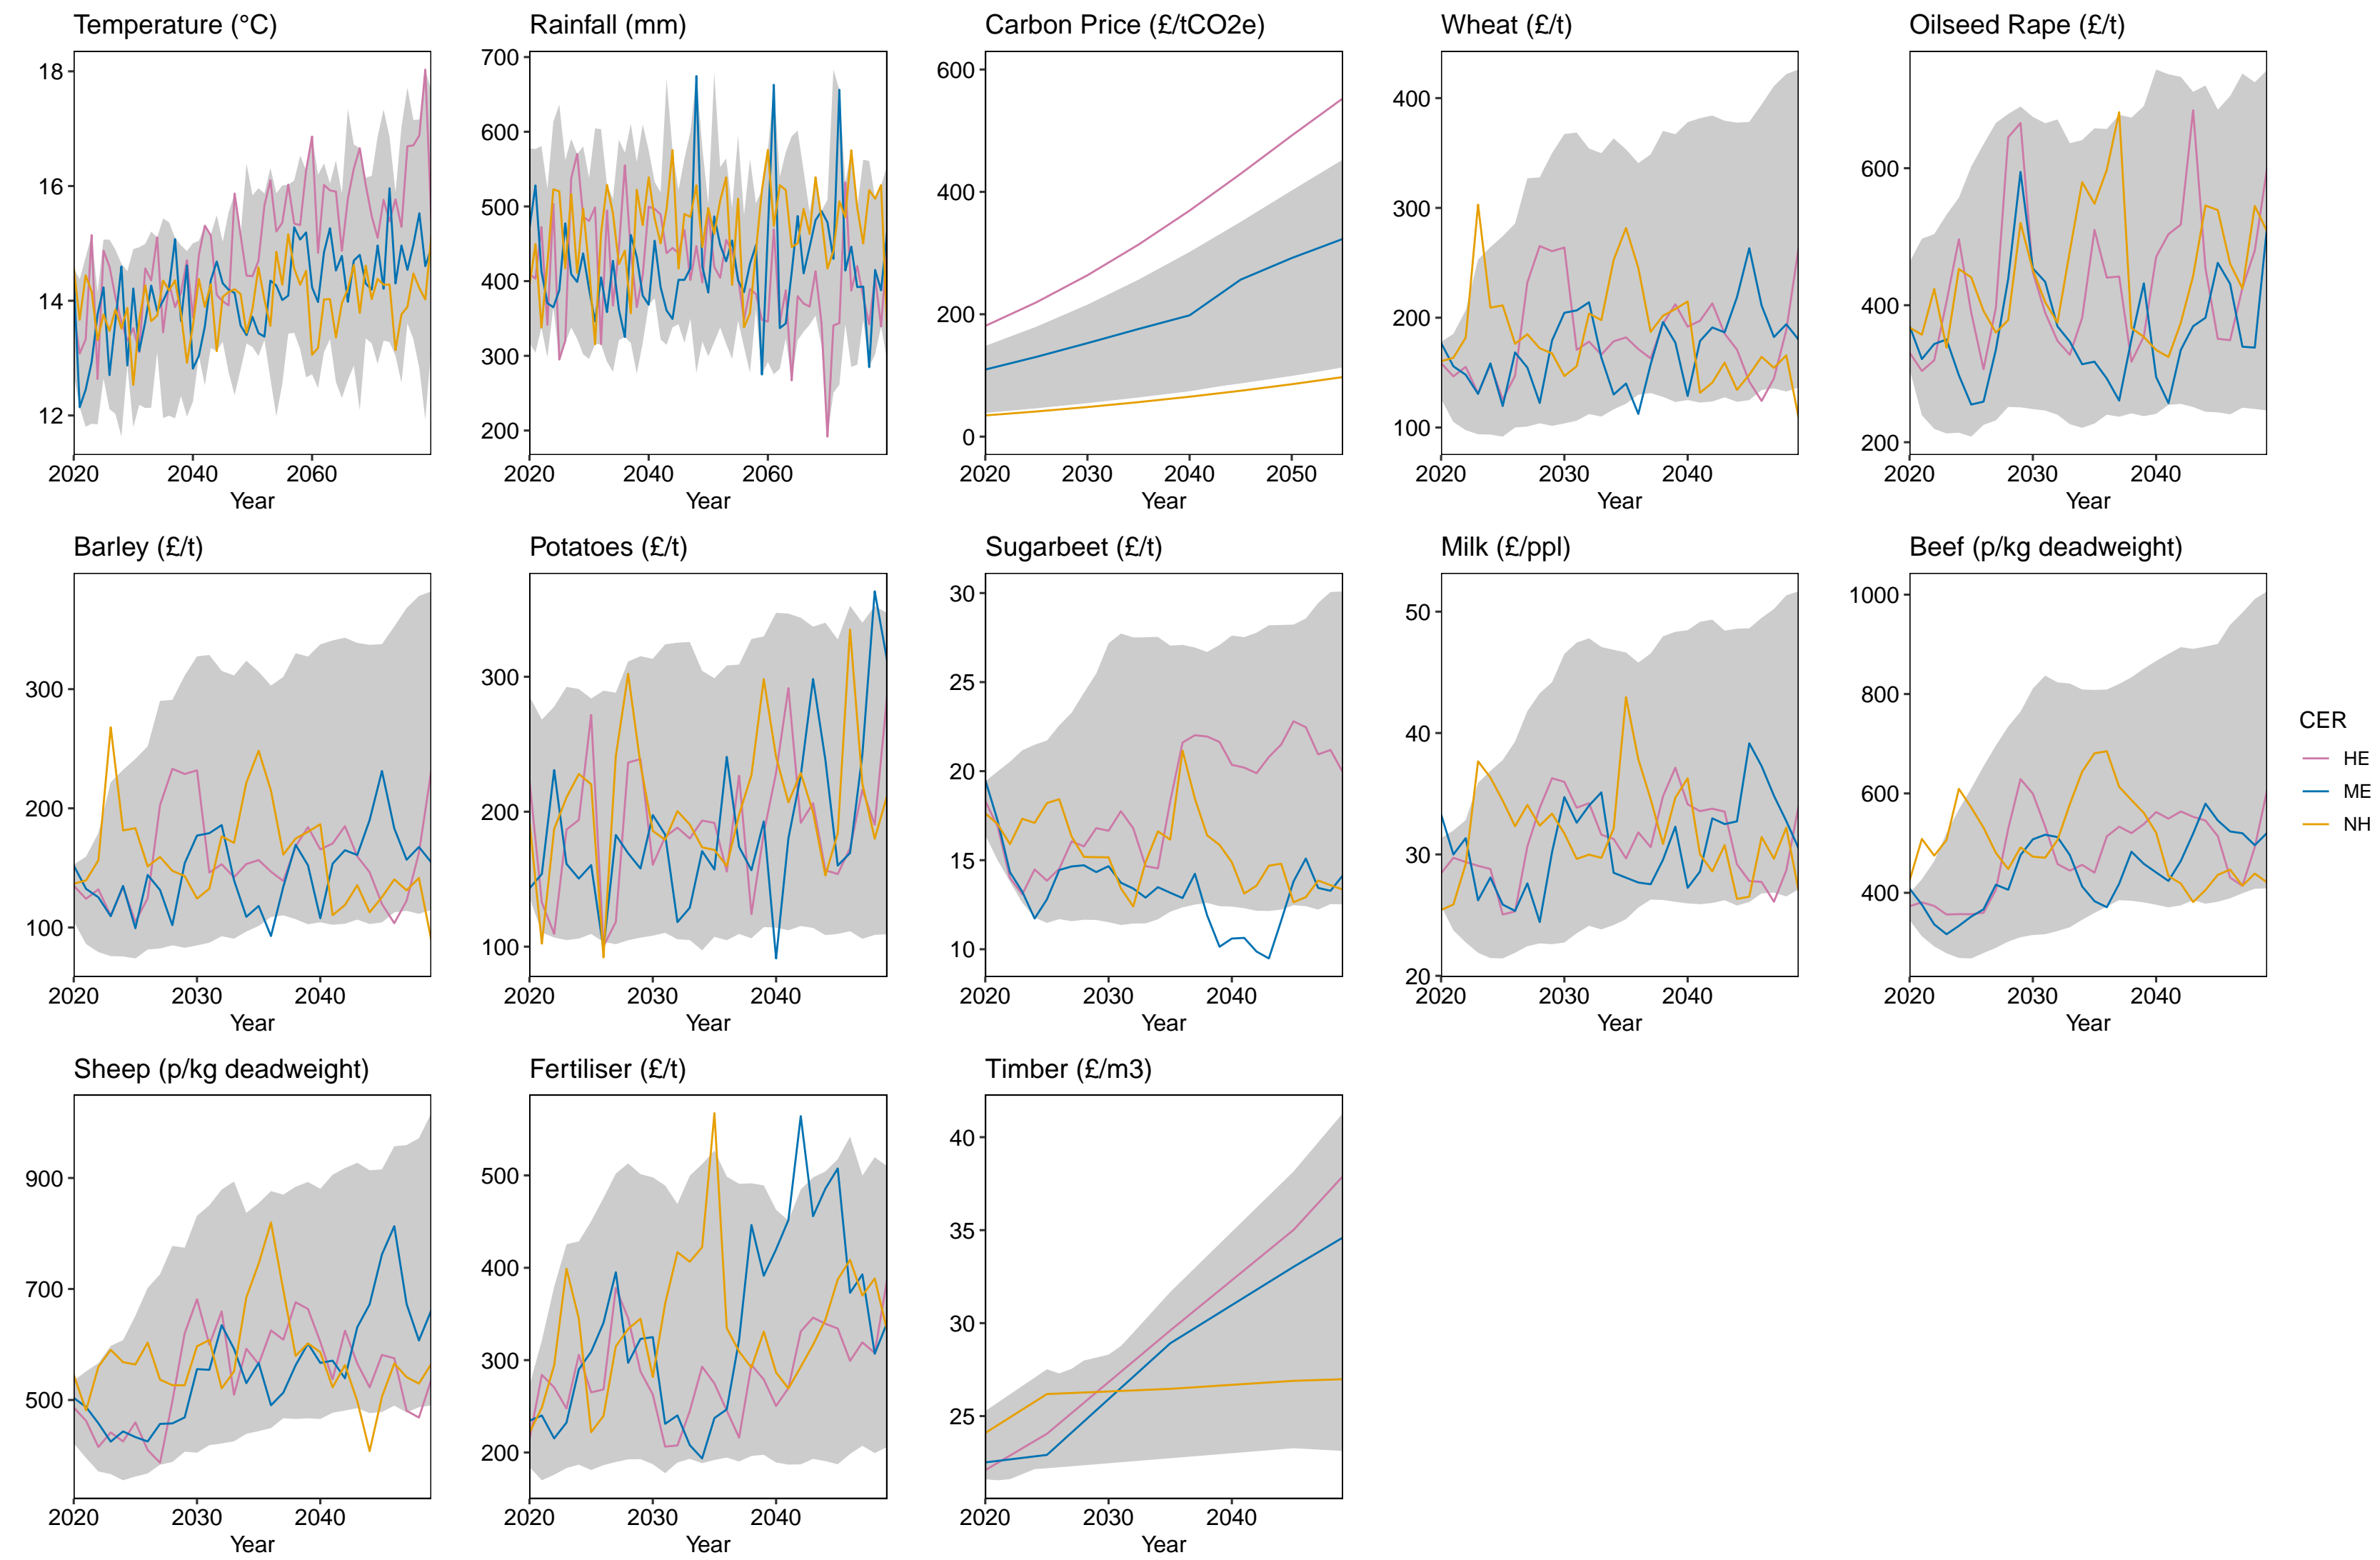 Temperature (°C)
18
16
14
12
2020 2040 2060
Year
Rainfall (mm)
700
600
500
400
300
200
2020 2040 2060
Year
Carbon Price (£/tCO2e)
600
400
200
0
2020 2030 2040 2050
Year
Wheat (£/t)
400
300
200
100
2020 2030 2040
Year
Oilseed Rape (£/t)
600
400
200
2020 2030 2040
Year
Barley (£/t)
300
200
100
2020 2030 2040
Year
Potatoes (£/t)
300
200
100
2020 2030 2040
Year
Sugarbeet (£/t)
30
25
20
15
10
2020 2030 2040
Year
Milk (£/ppl)
50
40
30
20
2020 2030 2040
Year
Beef (p/kg deadweight)
1000
800
600
400
2020 2030 2040
Year
CER
HE
ME
NH
Sheep (p/kg deadweight)
900
700
500
2020 2030 2040
Year
Fertiliser (£/t)
500
400
300
200
2020 2030 2040
Year
Timber (£/m3)
40
35
30
25
2020 2030 2040
Year